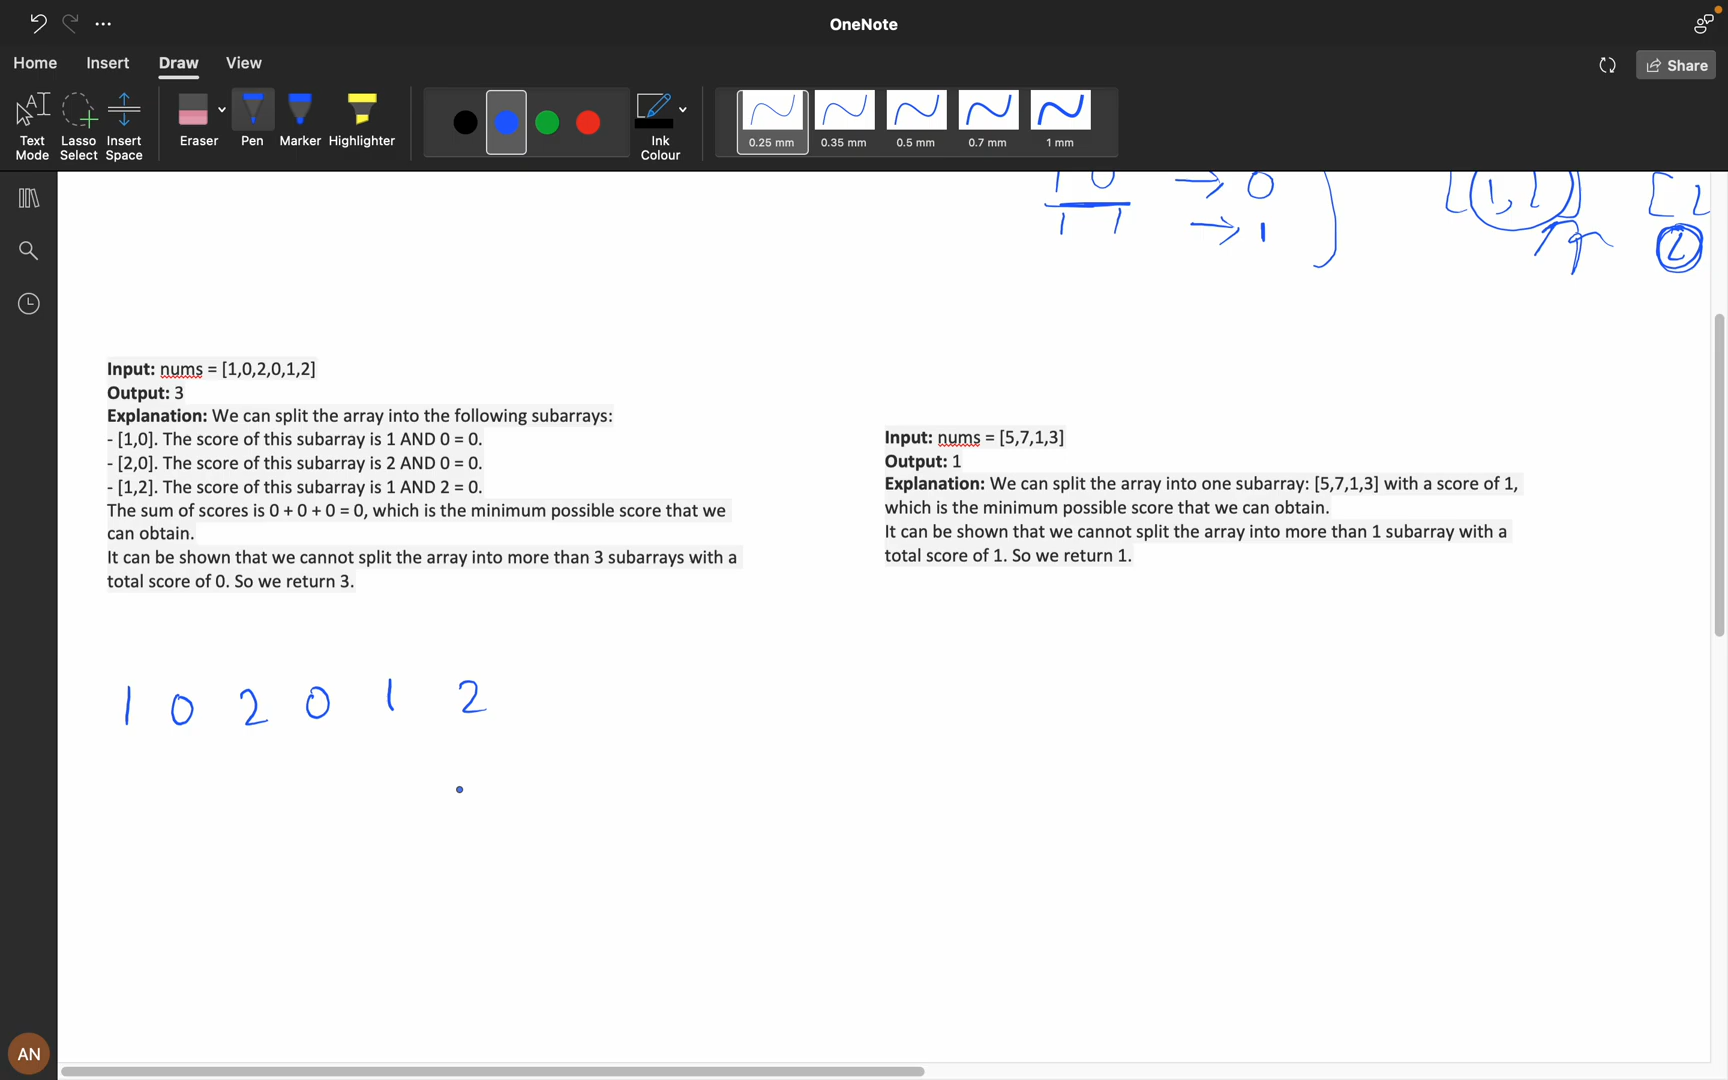 OneNote
Home Insert Draw View
Share
Text Mode
Lasso Select
Insert Space
Eraser
Pen
Marker
Highlighter
Ink Colour
0.25 mm
0.35 mm
0.5 mm
0.7 mm
1 mm
1 0 → 0
1 1 → 1
[1, 1]
2
Input: nums = [1,0,2,0,1,2]
Output: 3
Explanation: We can split the array into the following subarrays:
- [1,0]. The score of this subarray is 1 AND 0 = 0.
- [2,0]. The score of this subarray is 2 AND 0 = 0.
- [1,2]. The score of this subarray is 1 AND 2 = 0.
The sum of scores is 0 + 0 + 0 = 0, which is the minimum possible score that we
can obtain.
It can be shown that we cannot split the array into more than 3 subarrays with a
total score of 0. So we return 3.
Input: nums = [5,7,1,3]
Output: 1
Explanation: We can split the array into one subarray: [5,7,1,3] with a score of 1,
which is the minimum possible score that we can obtain.
It can be shown that we cannot split the array into more than 1 subarray with a
total score of 1. So we return 1.
1 0 2 0 1 2
AN